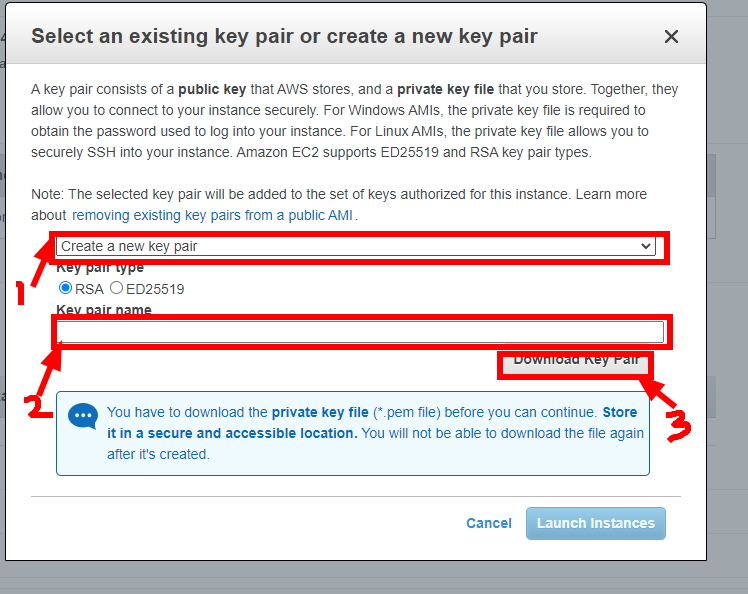 Select an existing key pair or create a new key pair
A key pair consists of a public key that AWS stores, and a private key file that you store. Together, they
allow you to connect to your instance securely. For Windows AMIs, the private key file is required to
obtain the password used to log into your instance. For Linux AMIs, the private key file allows you to
securely SSH into your instance. Amazon EC2 supports ED25519 and RSA key pair types.
Note: The selected key pair will be added to the set of keys authorized for this instance. Learn more
about removing existing key pairs from a public AMI .
Create a new key pair
1
Key pair type
RSA ED25519
Key pair name
2
Download Key Pair
3
You have to download the private key file (*.pem file) before you can continue. Store
it in a secure and accessible location. You will not be able to download the file again
after it's created.
Cancel Launch Instances